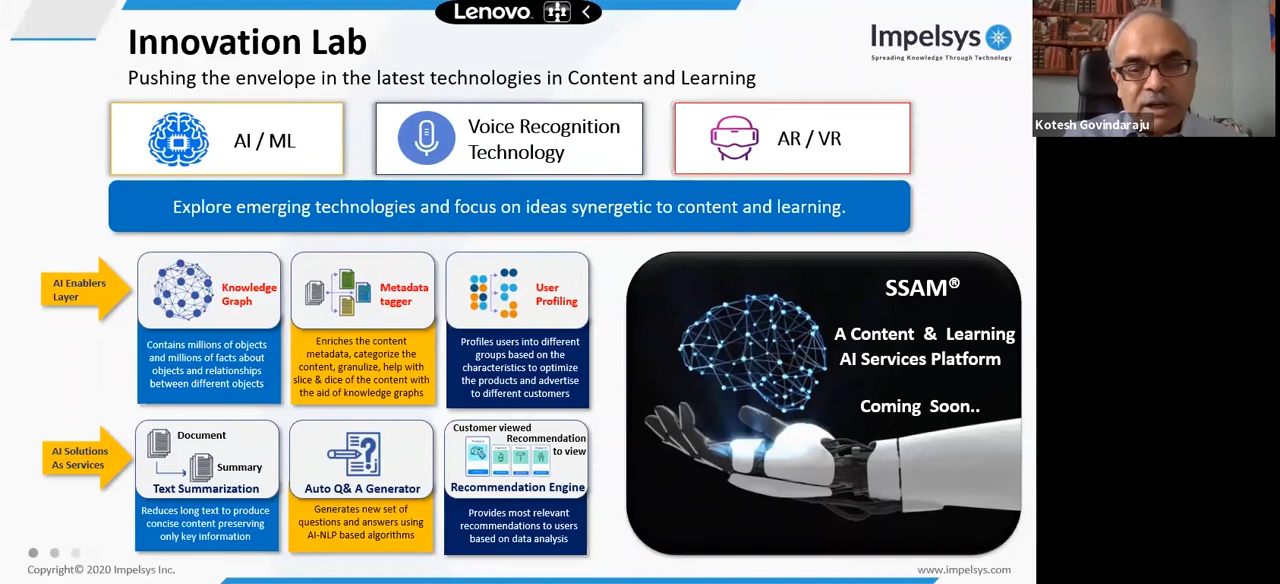 Lenovo
Innovation Lab
Impelsys
Spreading Knowledge Through Technology
Pushing the envelope in the latest technologies in Content and Learning
Kotesh Govindaraju
AI / ML
Voice Recognition
Technology
AR / VR
Explore emerging technologies and focus on ideas synergetic to content and learning.
AI Enablers
Layer
Knowledge
Graph
Contains millions of objects
and millions of facts about
objects and relationships
between different objects
Metadata
tagger
Enriches the content
metadata, categorize the
content, granulize, help with
slice & dice of the content with
the aid of knowledge graphs
User
Profiling
Profiles users into different
groups based on the
characteristics to optimize
the products and advertise
to different customers
SSAM®
A Content & Learning
AI Services Platform
Coming Soon..
AI Solutions
As Services
Document
Summary
Text Summarization
Reduces long text to produce
concise content preserving
only key information
Auto Q& A Generator
Generates new set of
questions and answers using
AI-NLP based algorithms
Customer viewed
Recommendation
to view
Recommendation Engine
Provides most relevant
recommendations to users
based on data analysis
Copyright© 2020 Impelsys Inc.
www.impelsys.com